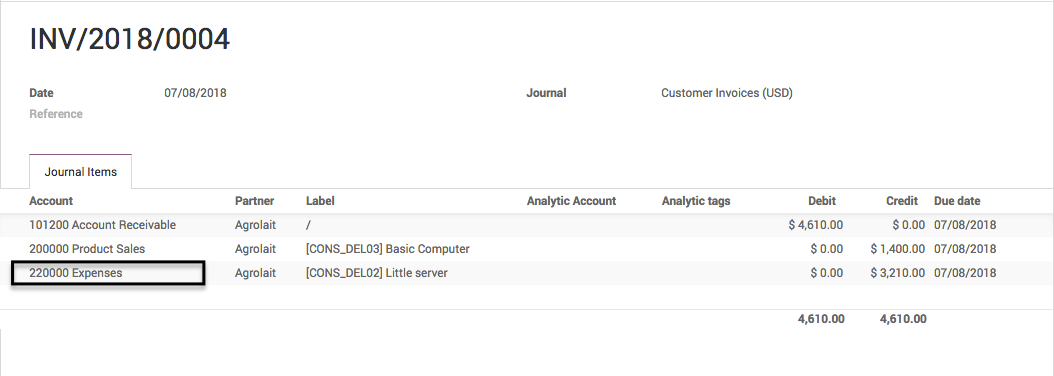 INV/2018/0004
Date 07/08/2018 Journal Customer Invoices (USD)
Reference
Journal Items
Account Partner Label Analytic Account Analytic tags Debit Credit Due date
101200 Account Receivable Agrolait / $ 4,610.00 $ 0.00 07/08/2018
200000 Product Sales Agrolait [CONS_DEL03] Basic Computer $ 0.00 $ 1,400.00 07/08/2018
220000 Expenses Agrolait [CONS_DEL02] Little server $ 0.00 $ 3,210.00 07/08/2018
4,610.00 4,610.00